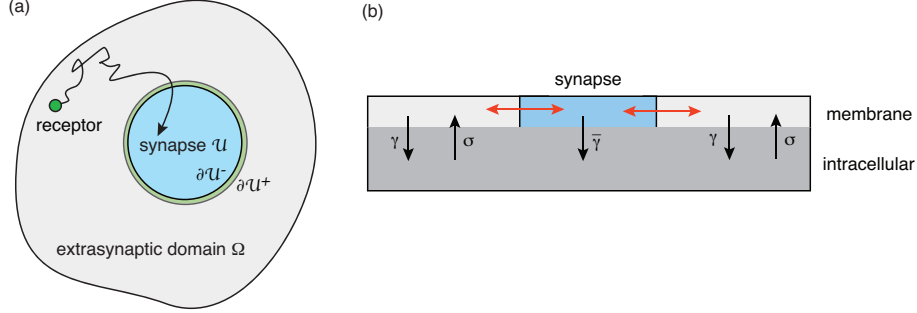 (a)
receptor
synapse 𝒰
∂𝒰⁻
∂𝒰⁺
extrasynaptic domain Ω
(b)
synapse
membrane
γ
σ
γ̄
γ
σ
intracellular